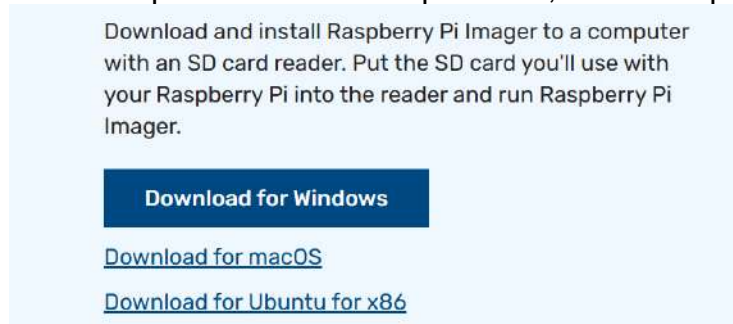 Download and install Raspberry Pi Imager to a computer
with an SD card reader. Put the SD card you'll use with
your Raspberry Pi into the reader and run Raspberry Pi
Imager.
Download for Windows
Download for macOS
Download for Ubuntu for x86